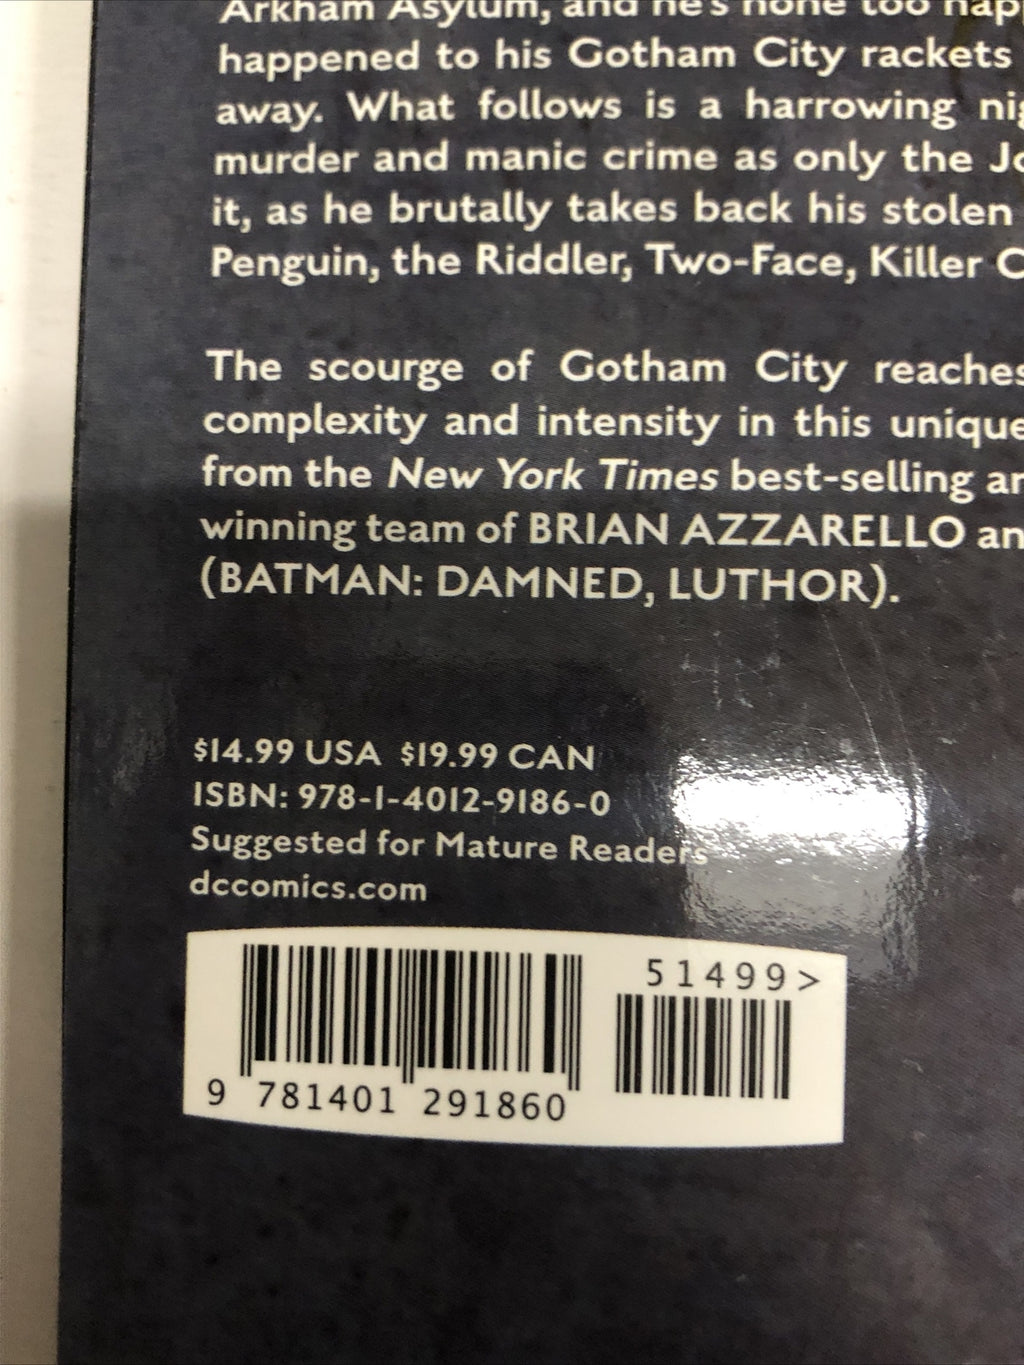 Arkham Asylum, and he's none too
happened to his Gotham City rackets
away. What follows is a harrowing
murder and manic crime as only the
it, as he brutally takes back his stolen
Penguin, the Riddler, Two-Face, Killer
The scourge of Gotham City reaches
complexity and intensity in this unique
from the New York Times best-selling
winning team of BRIAN AZZARELLO
(BATMAN: DAMNED, LUTHOR).
$14.99 USA $19.99 CAN
ISBN: 978-1-4012-9186-0
Suggested for Mature Readers
dccomics.com
51499>
9 781401 291860